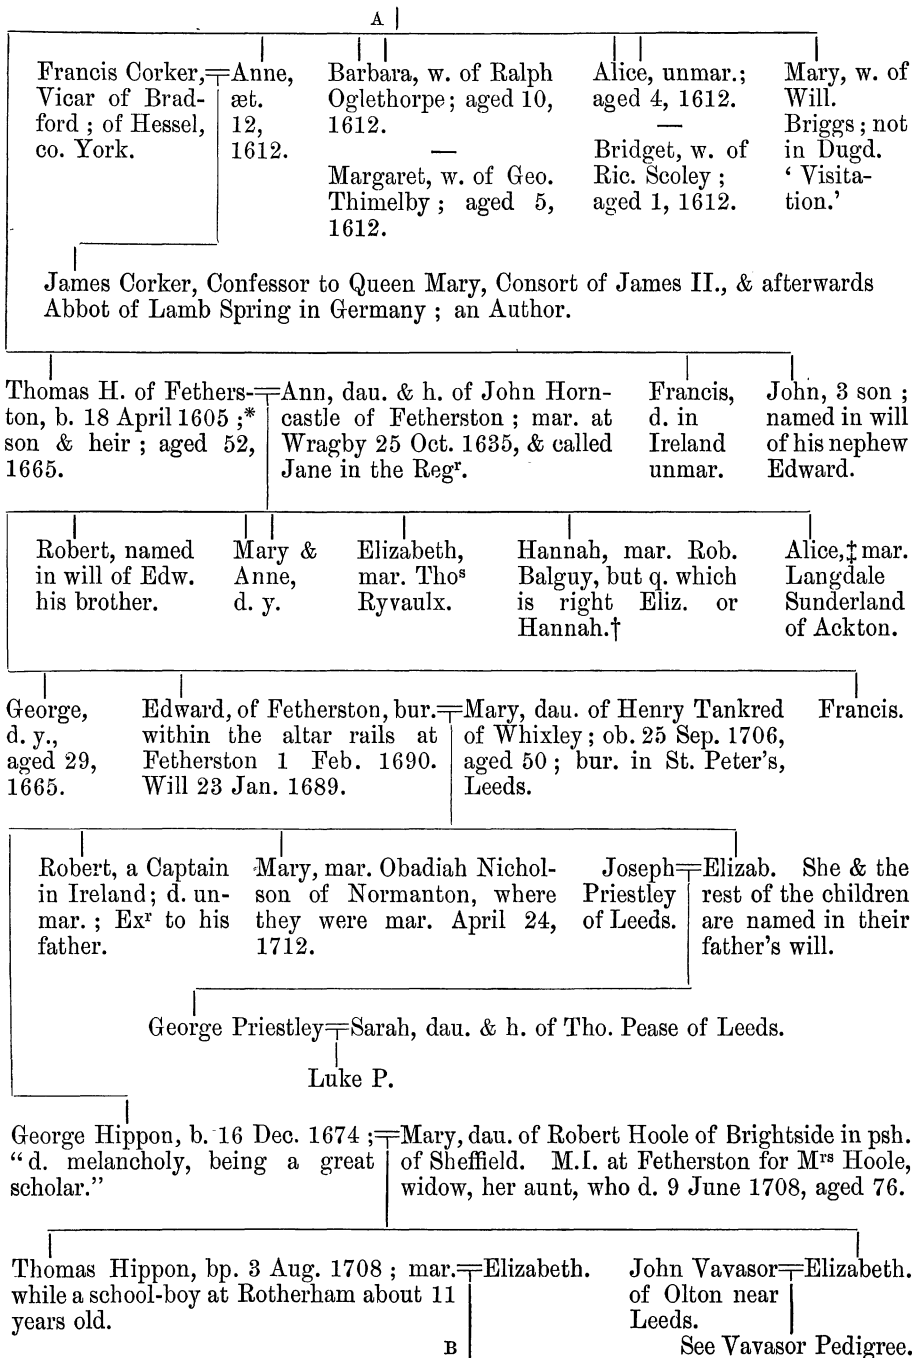 A
Francis Corker,
Vicar of Brad-
ford ; of Hessel,
co. York.
Anne,
æt.
12,
1612.
Barbara, w. of Ralph
Oglethorpe ; aged 10,
1612.
—
Margaret, w. of Geo.
Thimelby ; aged 5,
1612.
Alice, unmar. ;
aged 4, 1612.
—
Bridget, w. of
Ric. Scoley ;
aged 1, 1612.
Mary, w. of
Will.
Briggs ; not
in Dugd.
‘ Visita-
tion.’
James Corker, Confessor to Queen Mary, Consort of James II., & afterwards
Abbot of Lamb Spring in Germany ; an Author.
Thomas H. of Fethers-
ton, b. 18 April 1605 ;*
son & heir ; aged 52,
1665.
Ann, dau. & h. of John Horn-
castle of Fetherston ; mar. at
Wragby 25 Oct. 1635, & called
Jane in the Regʳ.
Francis,
d. in
Ireland
unmar.
John, 3 son ;
named in will
of his nephew
Edward.
Robert, named
in will of Edw.
his brother.
Mary &
Anne,
d. y.
Elizabeth,
mar. Thoˢ
Ryvaulx.
Hannah, mar. Rob.
Balguy, but q. which
is right Eliz. or
Hannah.†
Alice,‡ mar.
Langdale
Sunderland
of Ackton.
George,
d. y.,
aged 29,
1665.
Edward, of Fetherston, bur.
within the altar rails at
Fetherston 1 Feb. 1690.
Will 23 Jan. 1689.
Mary, dau. of Henry Tankred
of Whixley ; ob. 25 Sep. 1706,
aged 50 ; bur. in St. Peter’s,
Leeds.
Francis.
Robert, a Captain
in Ireland ; d. un-
mar. ; Exʳ to his
father.
Mary, mar. Obadiah Nichol-
son of Normanton, where
they were mar. April 24,
1712.
Joseph
Priestley
of Leeds.
Elizab. She & the
rest of the children
are named in their
father’s will.
George Priestley
Sarah, dau. & h. of Tho. Pease of Leeds.
Luke P.
George Hippon, b. 16 Dec. 1674 ;
“ d. melancholy, being a great
scholar.”
Mary, dau. of Robert Hoole of Brightside in psh.
of Sheffield. M.I. at Fetherston for Mʳˢ Hoole,
widow, her aunt, who d. 9 June 1708, aged 76.
Thomas Hippon, bp. 3 Aug. 1708 ; mar.
while a school-boy at Rotherham about 11
years old.
Elizabeth.
John Vavasor
of Olton near
Leeds.
Elizabeth.
See Vavasor Pedigree.
B